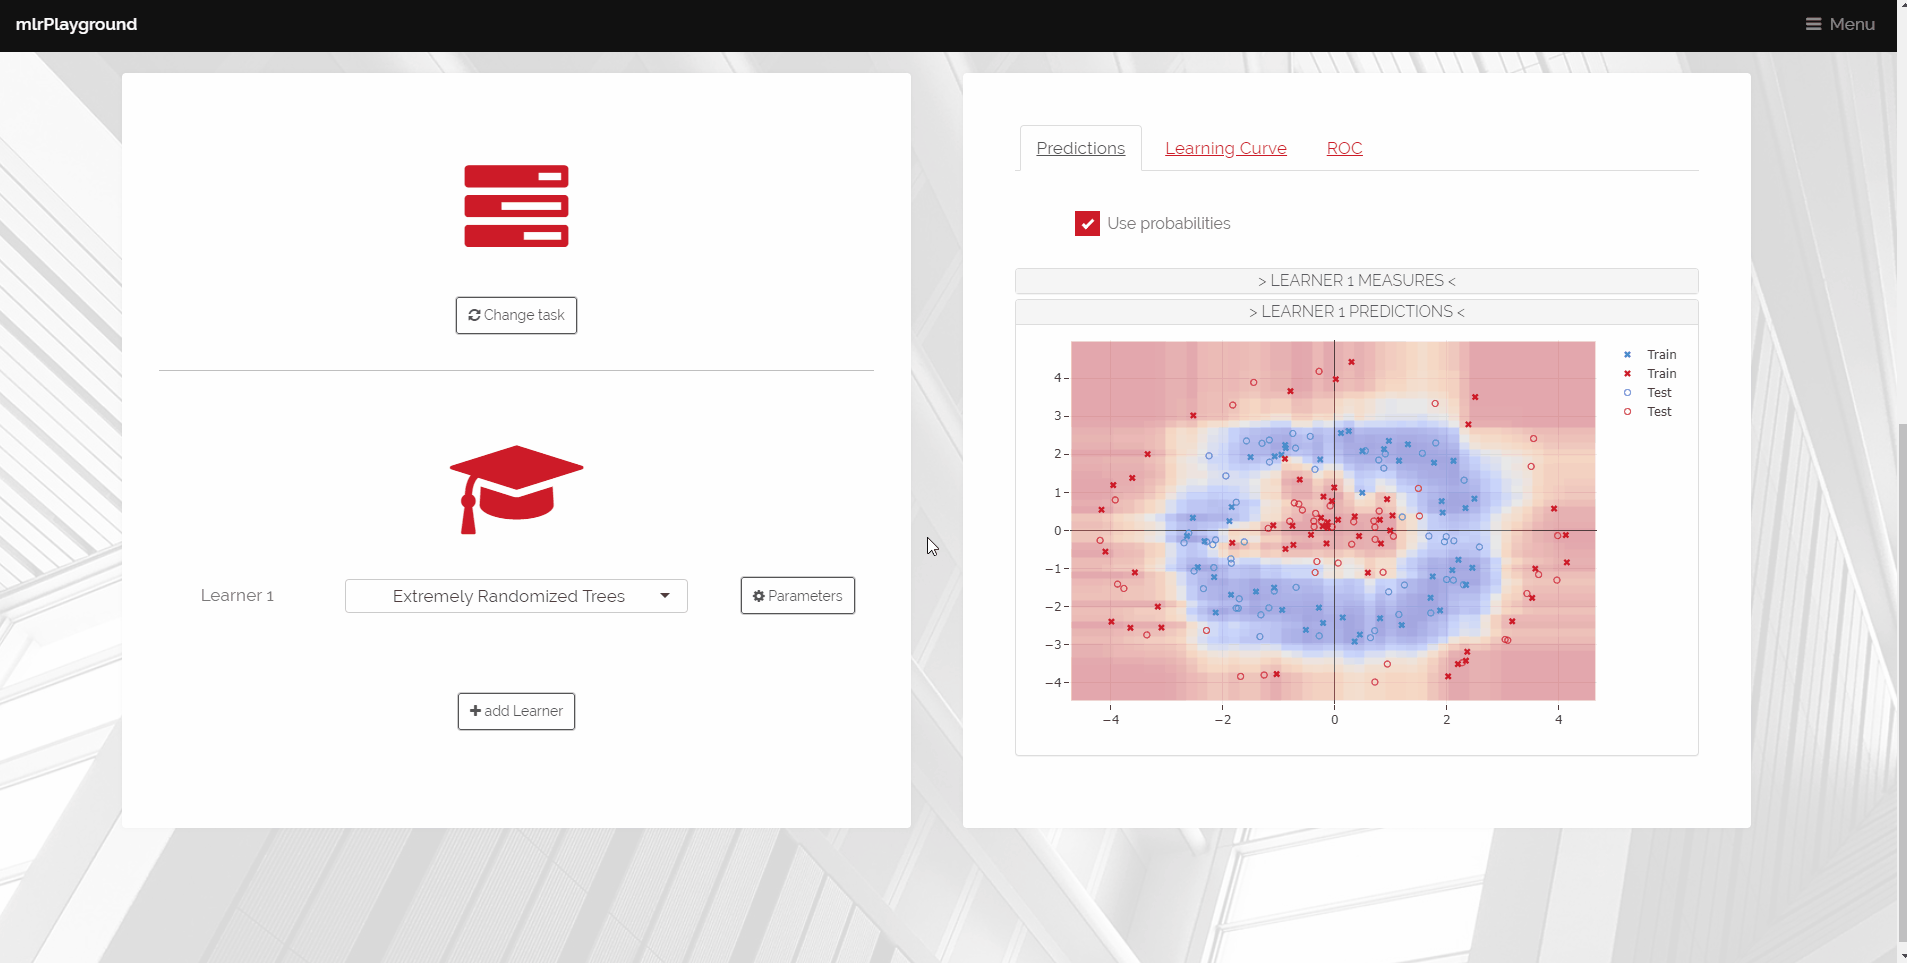 mlrPlayground
Menu
Change task
Learner 1
Extremely Randomized Trees
Parameters
add Learner
Predictions
Learning Curve
ROC
Use probabilities
> LEARNER 1 MEASURES <
> LEARNER 1 PREDICTIONS <
4
3
2
1
0
−1
−2
−3
−4
−4
−2
0
2
4
Train
Train
Test
Test